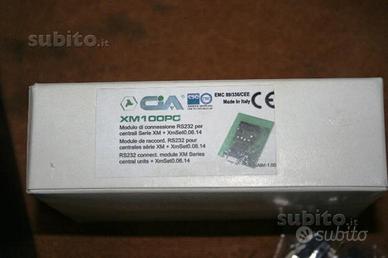 subito.it
CIA
CSQ
EMC 89/336/CEE
Made in Italy
CE
XM100PC
Modulo di connessione RS232 per
centrali Serie XM + XmSet0.06.14
Module de raccord. RS232 pour
centrales série XM + XmSet0.06.14
RS232 connect. module XM Series
central units + XmSet0.06.14
subito.it
subito